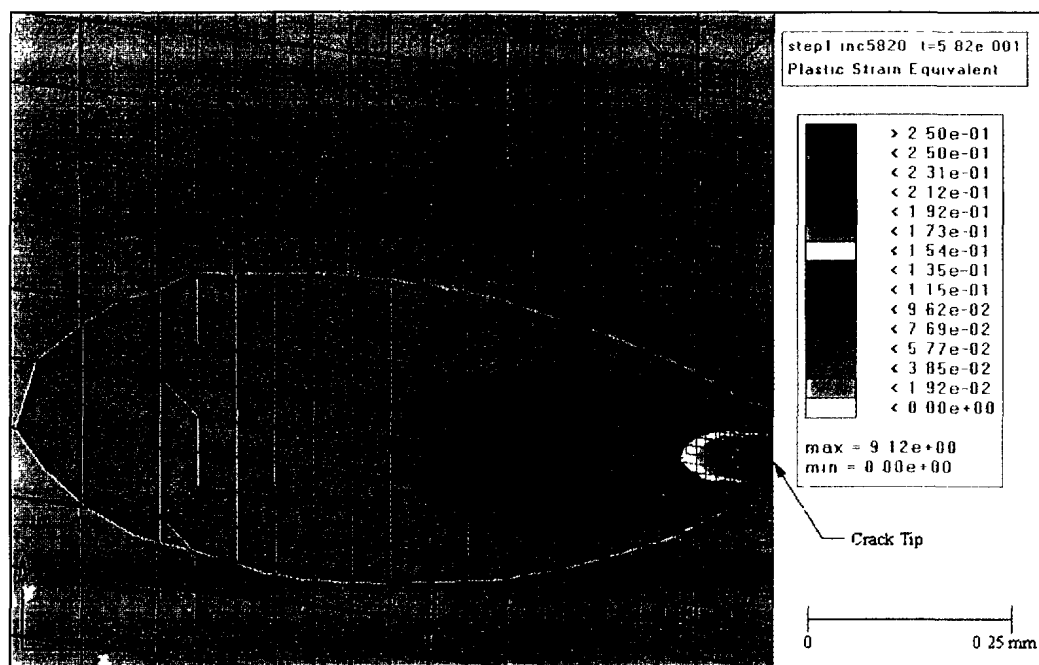 step1 inc5820 t=5 82e 001
Plastic Strain Equivalent
> 2 50e-01
< 2 50e-01
< 2 31e-01
< 2 12e-01
< 1 92e-01
< 1 73e-01
< 1 54e-01
< 1 35e-01
< 1 15e-01
< 9 62e-02
< 7 69e-02
< 5 77e-02
< 3 85e-02
< 1 92e-02
< 0 00e+00
max = 9 12e+00
min = 0 00e+00
Crack Tip
0 0 25 mm